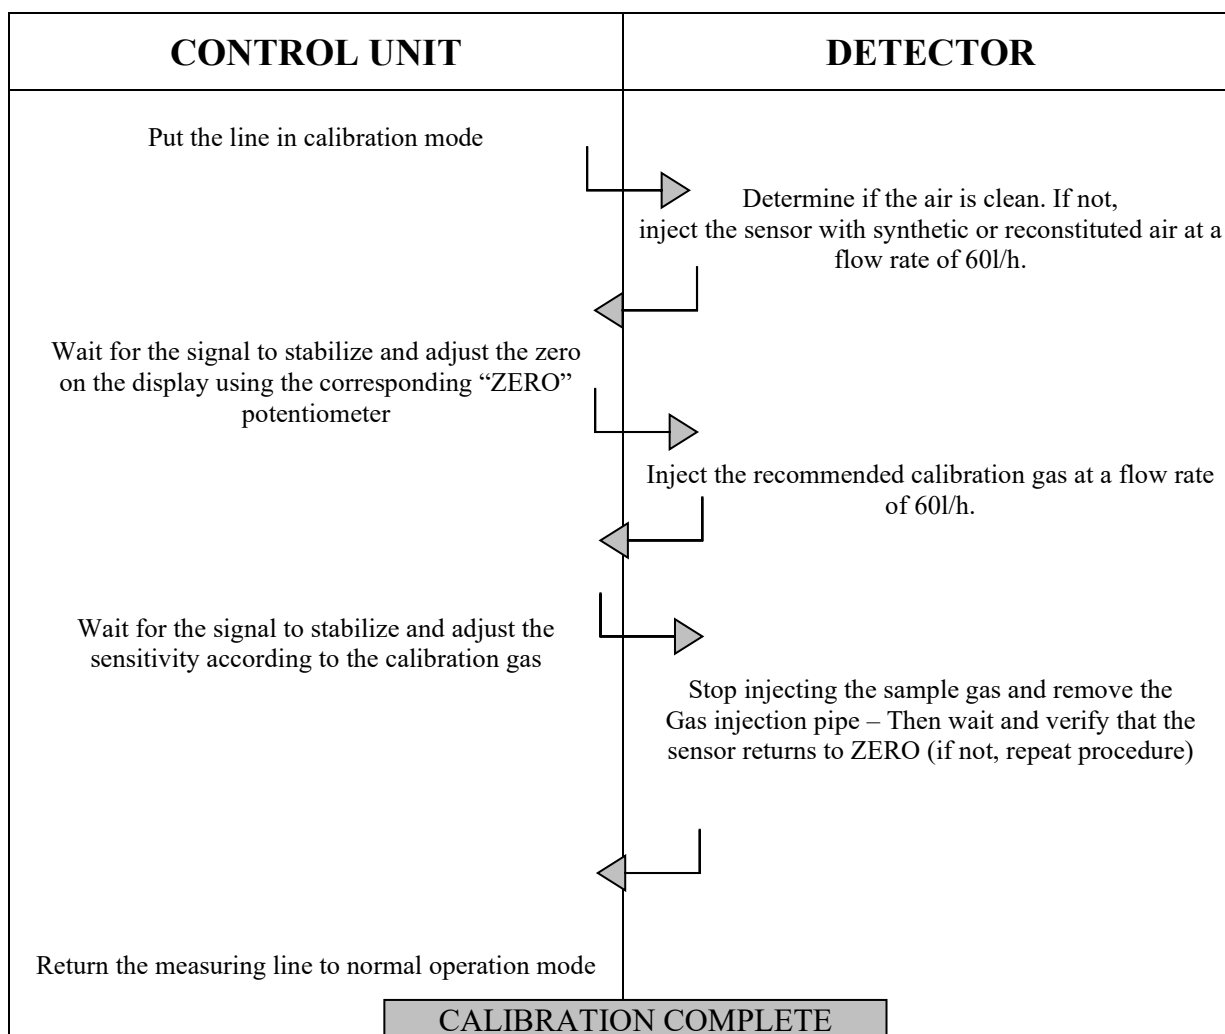 CONTROL UNIT
DETECTOR
Put the line in calibration mode
Determine if the air is clean. If not,
inject the sensor with synthetic or reconstituted air at a
flow rate of 60l/h.
Wait for the signal to stabilize and adjust the zero
on the display using the corresponding “ZERO”
potentiometer
Inject the recommended calibration gas at a flow rate
of 60l/h.
Wait for the signal to stabilize and adjust the
sensitivity according to the calibration gas
Stop injecting the sample gas and remove the
Gas injection pipe – Then wait and verify that the
sensor returns to ZERO (if not, repeat procedure)
Return the measuring line to normal operation mode
CALIBRATION COMPLETE